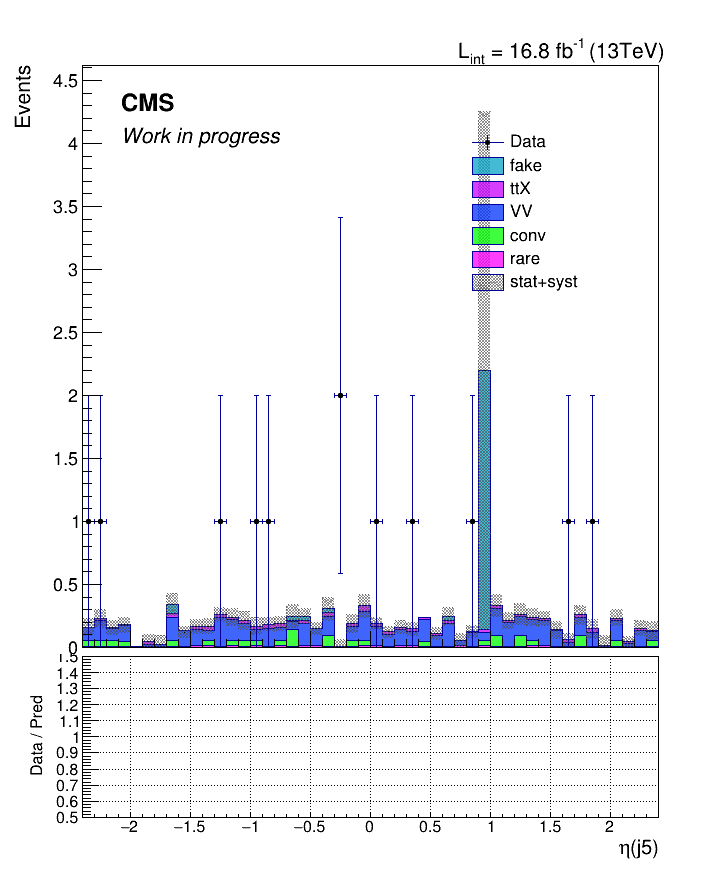 L_int = 16.8 fb^-1 (13TeV)
Events
4.5
CMS
Work in progress
4
Data
fake
ttX
VV
conv
rare
stat+syst
3.5
3
2.5
2
1.5
1
0.5
0
Data / Pred
1.5
1.4
1.3
1.2
1.1
1
0.9
0.8
0.7
0.6
0.5
−2 −1.5 −1 −0.5 0 0.5 1 1.5 2
η(j5)